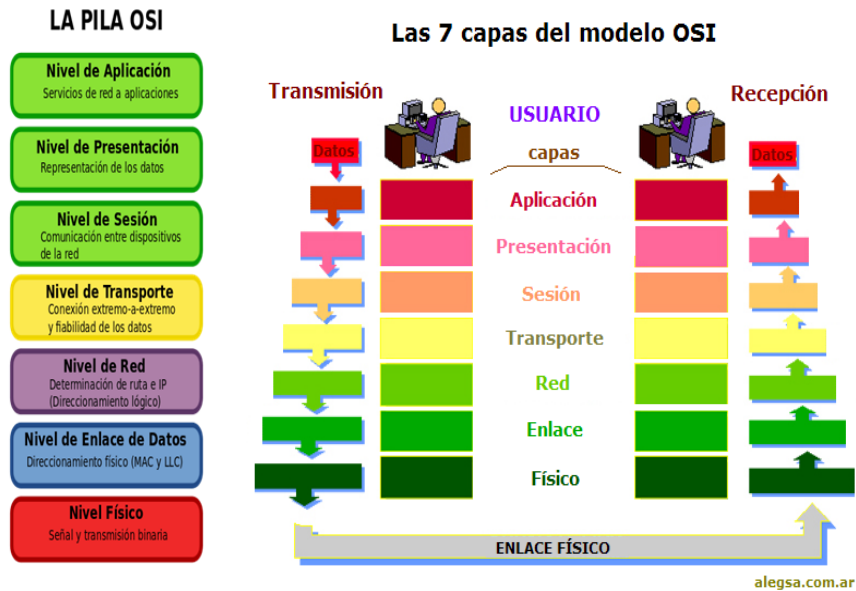 LA PILA OSI
Nivel de Aplicación
Servicios de red a aplicaciones
Nivel de Presentación
Representación de los datos
Nivel de Sesión
Comunicación entre dispositivos
de la red
Nivel de Transporte
Conexión extremo-a-extremo
y fiabilidad de los datos
Nivel de Red
Determinación de ruta e IP
(Direccionamiento lógico)
Nivel de Enlace de Datos
Direccionamiento físico (MAC y LLC)
Nivel Físico
Señal y transmisión binaria
Las 7 capas del modelo OSI
Transmisión
Recepción
USUARIO
Datos
capas
Datos
Aplicación
Presentación
Sesión
Transporte
Red
Enlace
Físico
ENLACE FÍSICO
alegsa.com.ar